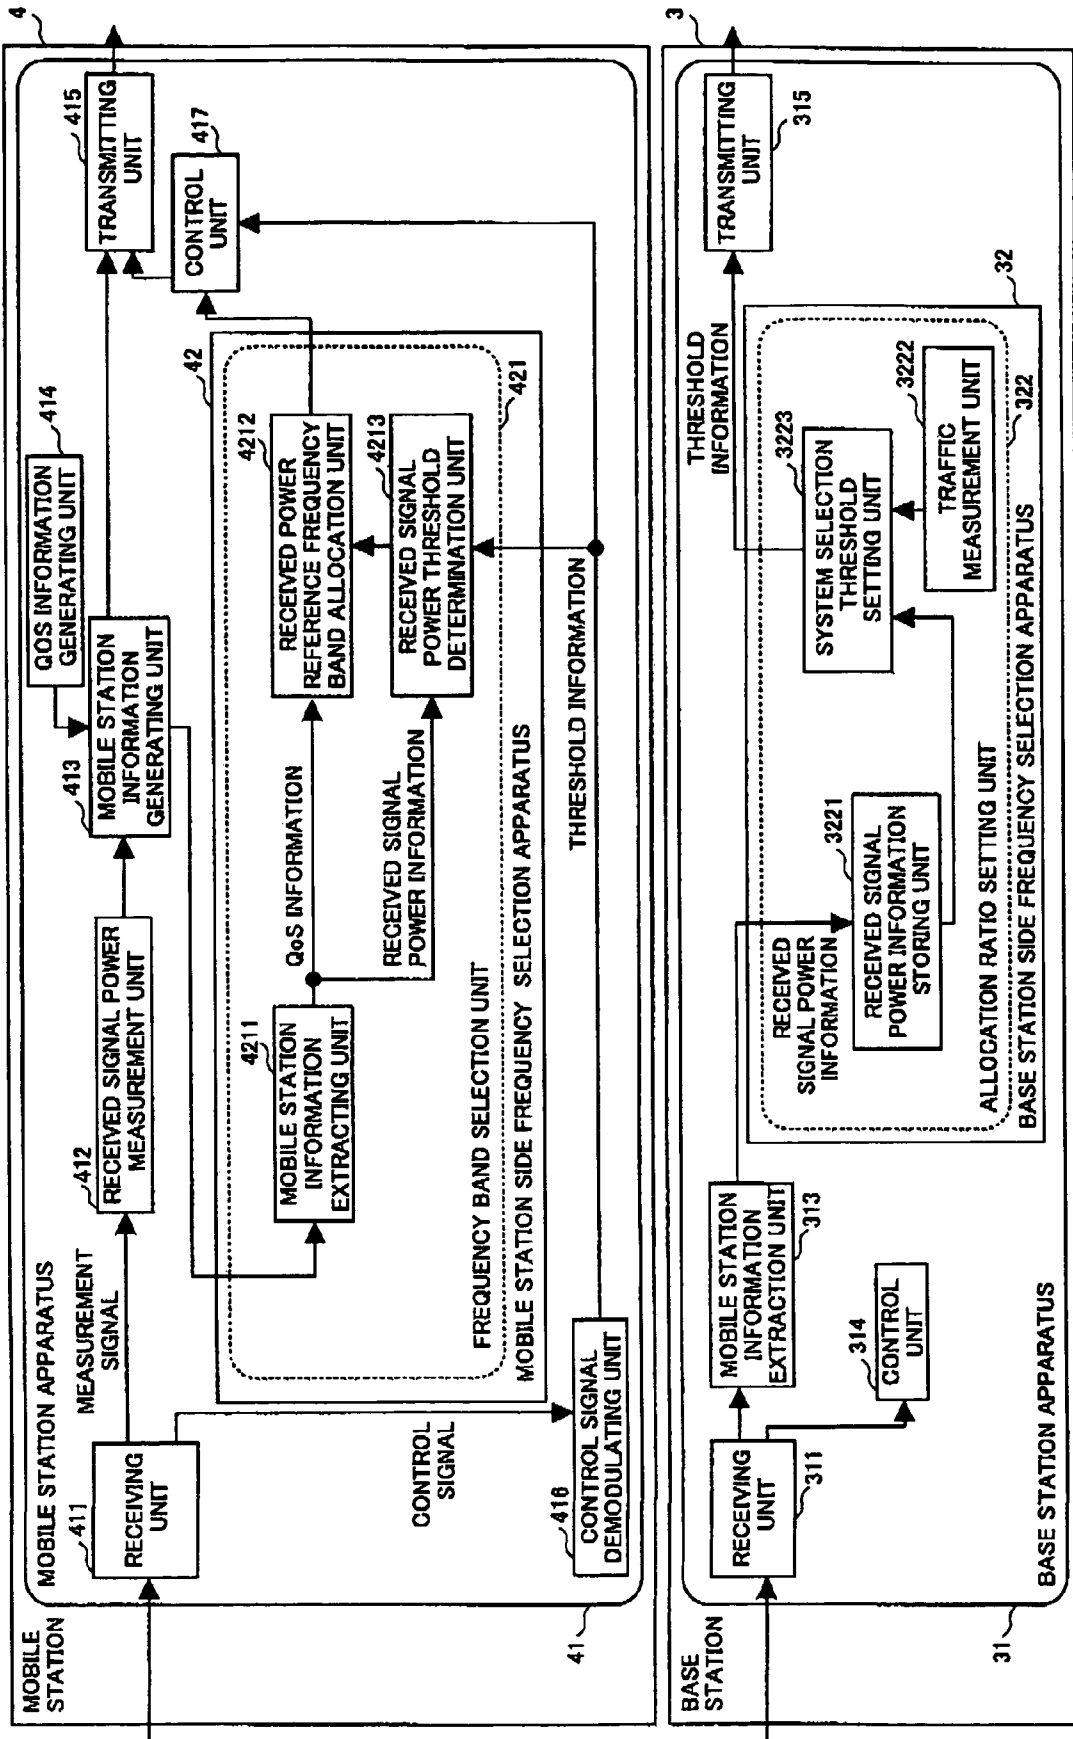 MOBILE
STATION
4
MOBILE STATION APPARATUS
41
411
RECEIVING
UNIT
MEASUREMENT
SIGNAL
412
RECEIVED SIGNAL POWER
MEASUREMENT UNIT
413
MOBILE STATION
INFORMATION
GENERATING UNIT
QOS INFORMATION
GENERATING UNIT
414
TRANSMITTING
UNIT
415
CONTROL
UNIT
417
CONTROL
SIGNAL
416
CONTROL SIGNAL
DEMODULATING UNIT
42
4211
MOBILE STATION
INFORMATION
EXTRACTING UNIT
QoS INFORMATION
RECEIVED SIGNAL
POWER INFORMATION
4212
RECEIVED POWER
REFERENCE FREQUENCY
BAND ALLOCATION UNIT
4213
RECEIVED SIGNAL
POWER THRESHOLD
DETERMINATION UNIT
421
FREQUENCY BAND SELECTION UNIT
MOBILE STATION SIDE FREQUENCY SELECTION APPARATUS
THRESHOLD INFORMATION
BASE
STATION
3
31
RECEIVING
UNIT
311
MOBILE STATION
INFORMATION
EXTRACTION UNIT
313
314
CONTROL
UNIT
BASE STATION APPARATUS
RECEIVED
SIGNAL POWER
INFORMATION
3221
RECEIVED SIGNAL
POWER INFORMATION
STORING UNIT
3223
SYSTEM SELECTION
THRESHOLD
SETTING UNIT
3222
TRAFFIC
MEASUREMENT UNIT
THRESHOLD
INFORMATION
TRANSMITTING
UNIT
315
32
322
ALLOCATION RATIO SETTING UNIT
BASE STATION SIDE FREQUENCY SELECTION APPARATUS